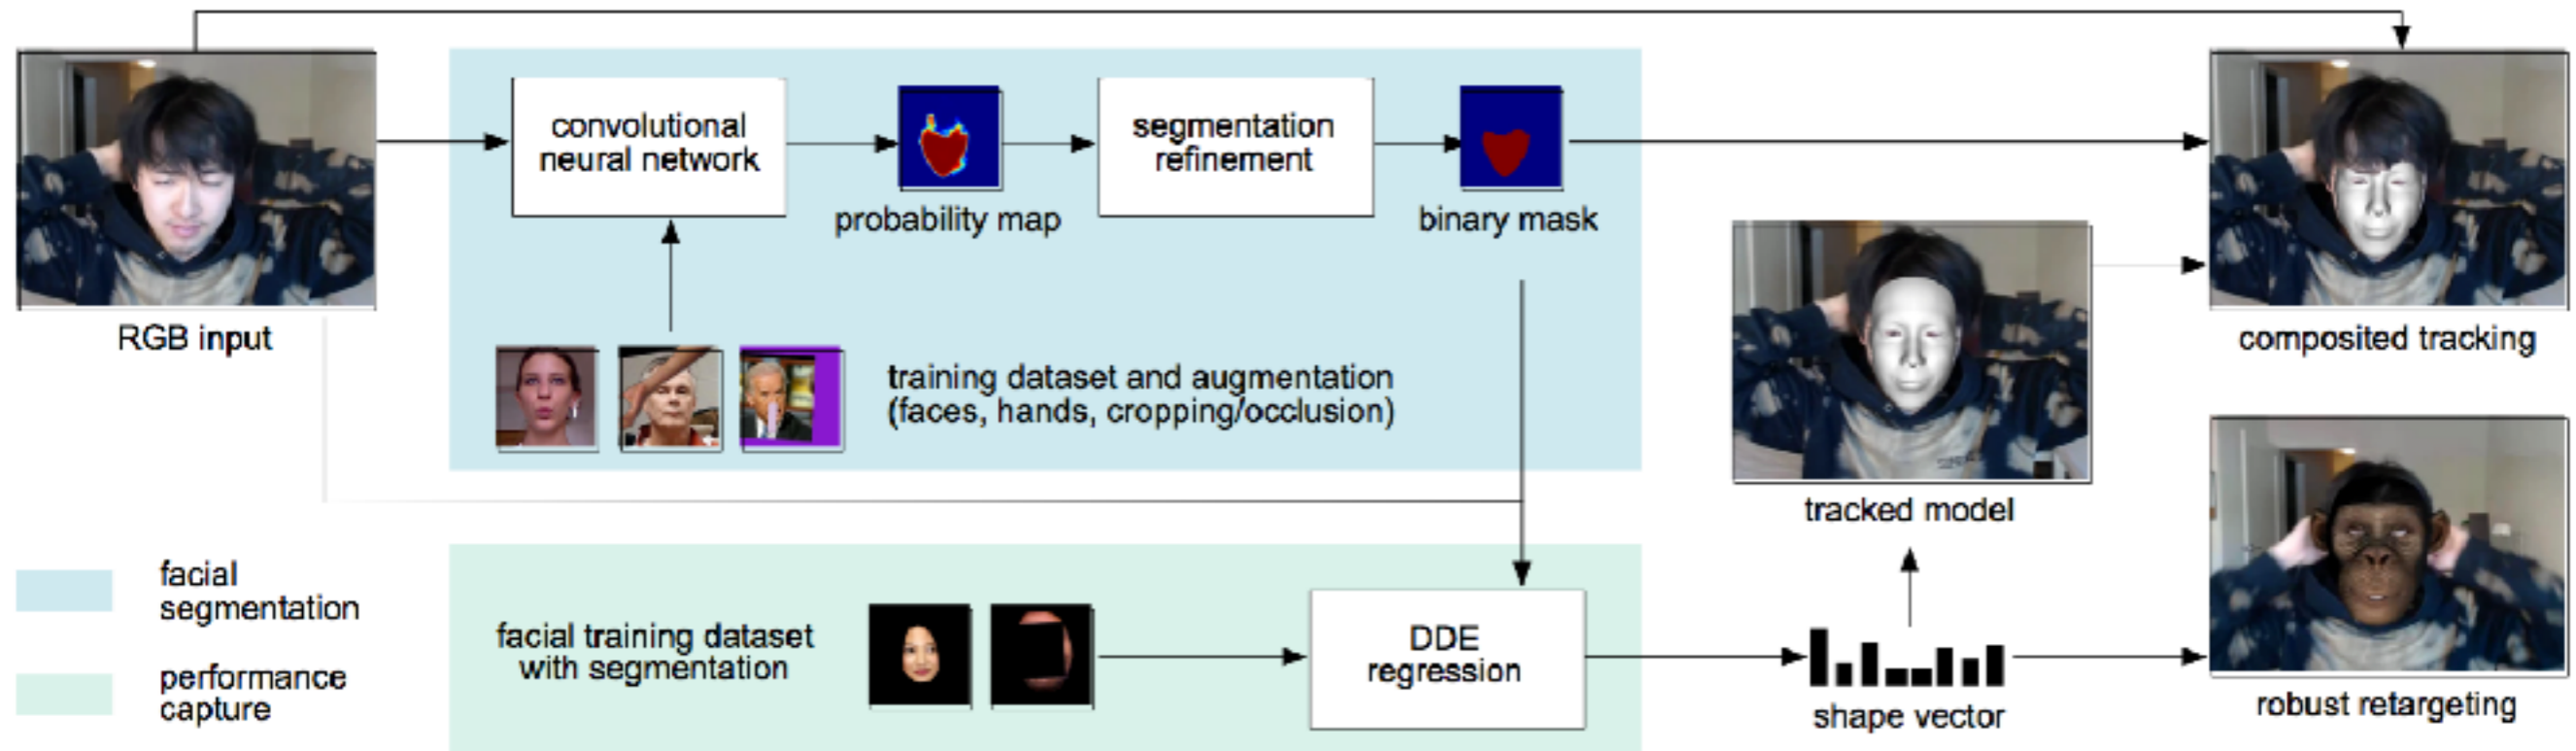 RGB input
convolutional
neural network
probability map
segmentation
refinement
binary mask
training dataset and augmentation
(faces, hands, cropping/occlusion)
tracked model
composited tracking
facial
segmentation
performance
capture
facial training dataset
with segmentation
DDE
regression
shape vector
robust retargeting